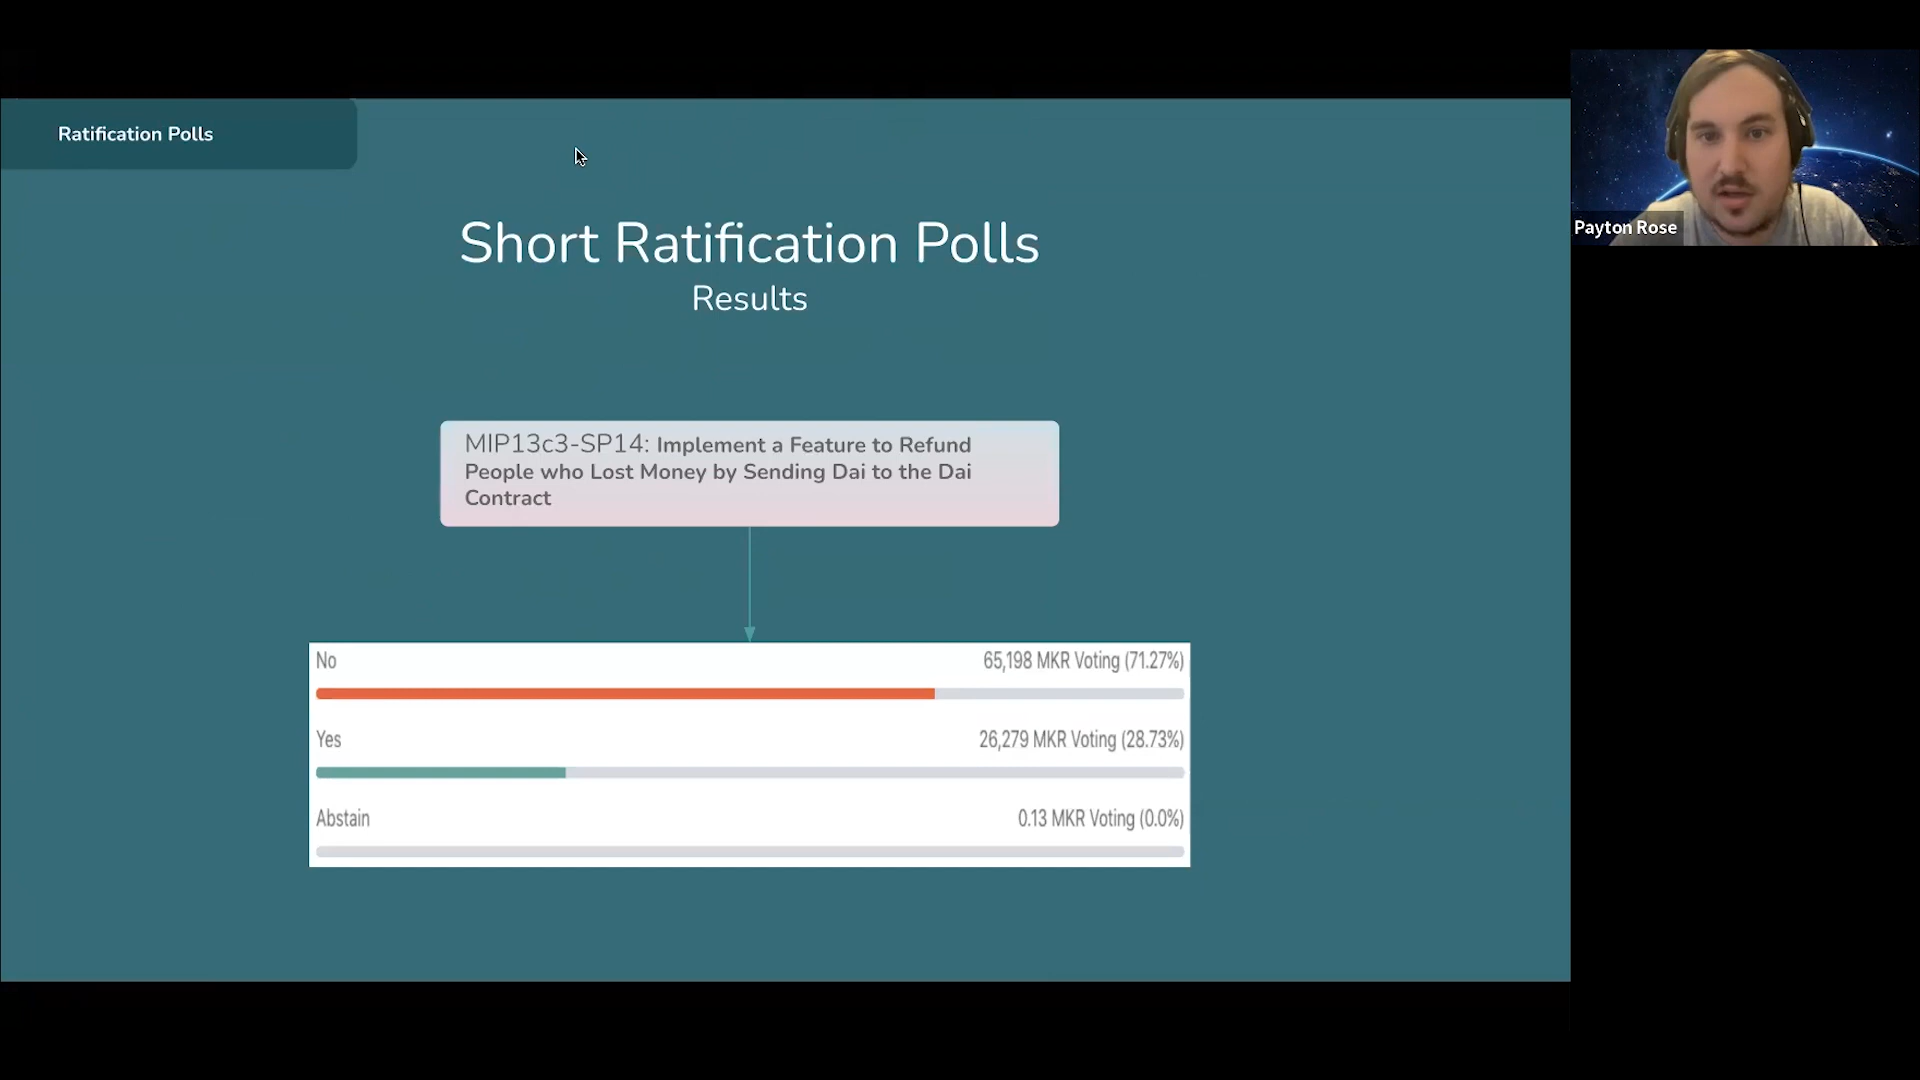 Ratification Polls
Payton Rose
Short Ratification Polls
Results
MIP13c3-SP14: Implement a Feature to Refund
People who Lost Money by Sending Dai to the Dai
Contract
No 65,198 MKR Voting (71.27%)
Yes 26,279 MKR Voting (28.73%)
Abstain 0.13 MKR Voting (0.0%)